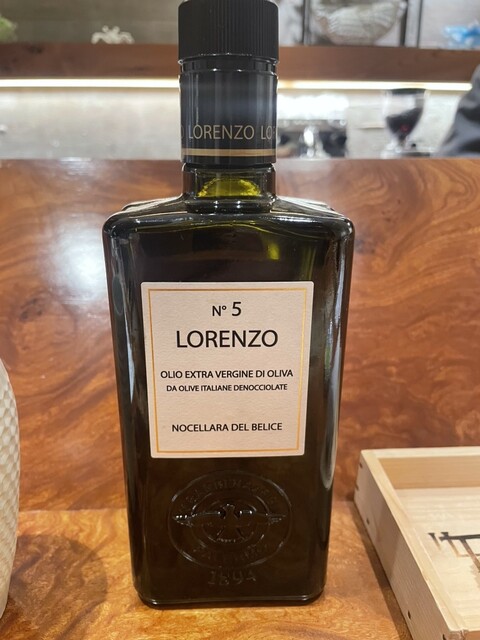 LORENZO LO
Nº 5
LORENZO
OLIO EXTRA VERGINE DI OLIVA
DA OLIVE ITALIANE DENOCCIOLATE
NOCELLARA DEL BELICE
1894